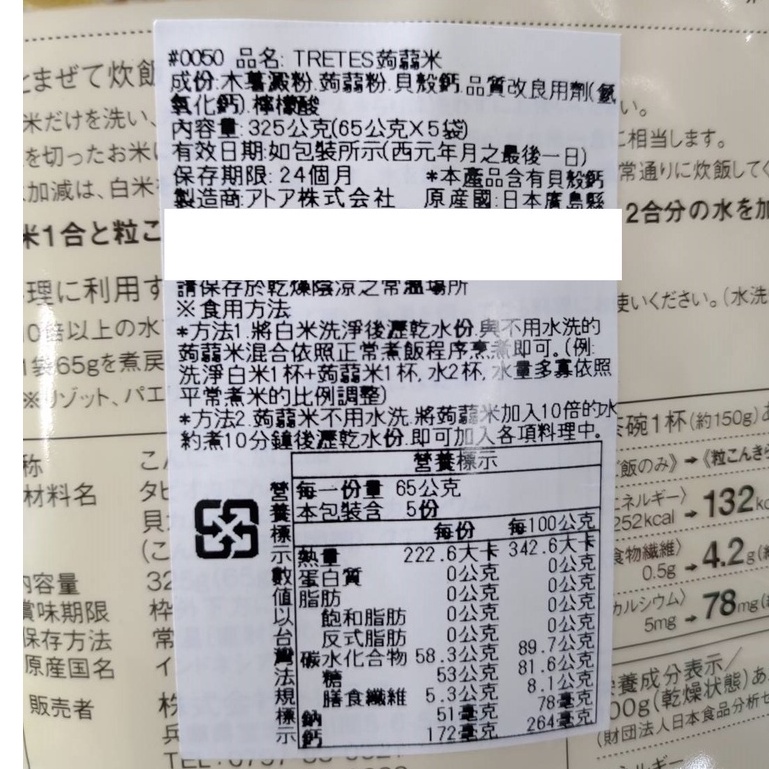 #0050 品名: TRETES蒟蒻米
成份:木薯澱粉.蒟蒻粉.貝殼鈣.品質改良用劑(氫
氧化鈣).檸檬酸
內容量:325公克(65公克X5袋)
有效日期:如包裝所示(西元年月之最後一日)
保存期限:24個月 *本產品含有貝殼鈣
製造商:アトア株式会社 原産國:日本廣島縣
請保存於乾燥陰涼之常溫場所
※食用方法
*方法1.將白米洗淨後瀝乾水份.與不用水洗的
蒟蒻米混合依照正常煮飯程序烹煮即可。(例:
洗淨白米1杯+蒟蒻米1杯,水2杯,水量多寡依照
平常煮米的比例調整)
*方法2.蒟蒻米不用水洗.將蒟蒻米加入10倍的水
約煮10分鐘後瀝乾水份.即可加入各項料理中。
營養標示
每一份量 65公克
本包裝含 5份
每份 每100公克
熱量 222.6大卡 342.6大卡
蛋白質 0公克 0公克
脂肪 0公克 0公克
飽和脂肪 0公克 0公克
反式脂肪 0公克 0公克
碳水化合物 58.3公克 89.7公克
糖 53公克 81.6公克
膳食纖維 5.3公克 8.1公克
鈉 51毫克 78毫克
鈣 172毫克 264毫克
營養標示數值以台灣法規標示
とまぜて炊飯
米だけを洗い、
を切ったお米
加減は、白米
米1合と粒こ
理に利用す
0倍以上の水
1袋65gを煮戻
※リゾット、パエ
称
材料名
内容量 32
賞味期限 枠
保存方法 常
原産国名 イン
販売者 株
兵
い。
に相当します。
常通りに炊飯して
2合分の水を加
使いください。(水洗
茶碗1杯(約150g)あ
ご飯のみ》→《粒こんきら
エネルギー〉
252kcal → 132kc
食物繊維〉
0.5g → 4.2g
カルシウム〉
5mg → 78mg
栄養成分表示/
00g(乾燥状態)あ
(財団法人日本食品分析セ
ルギー